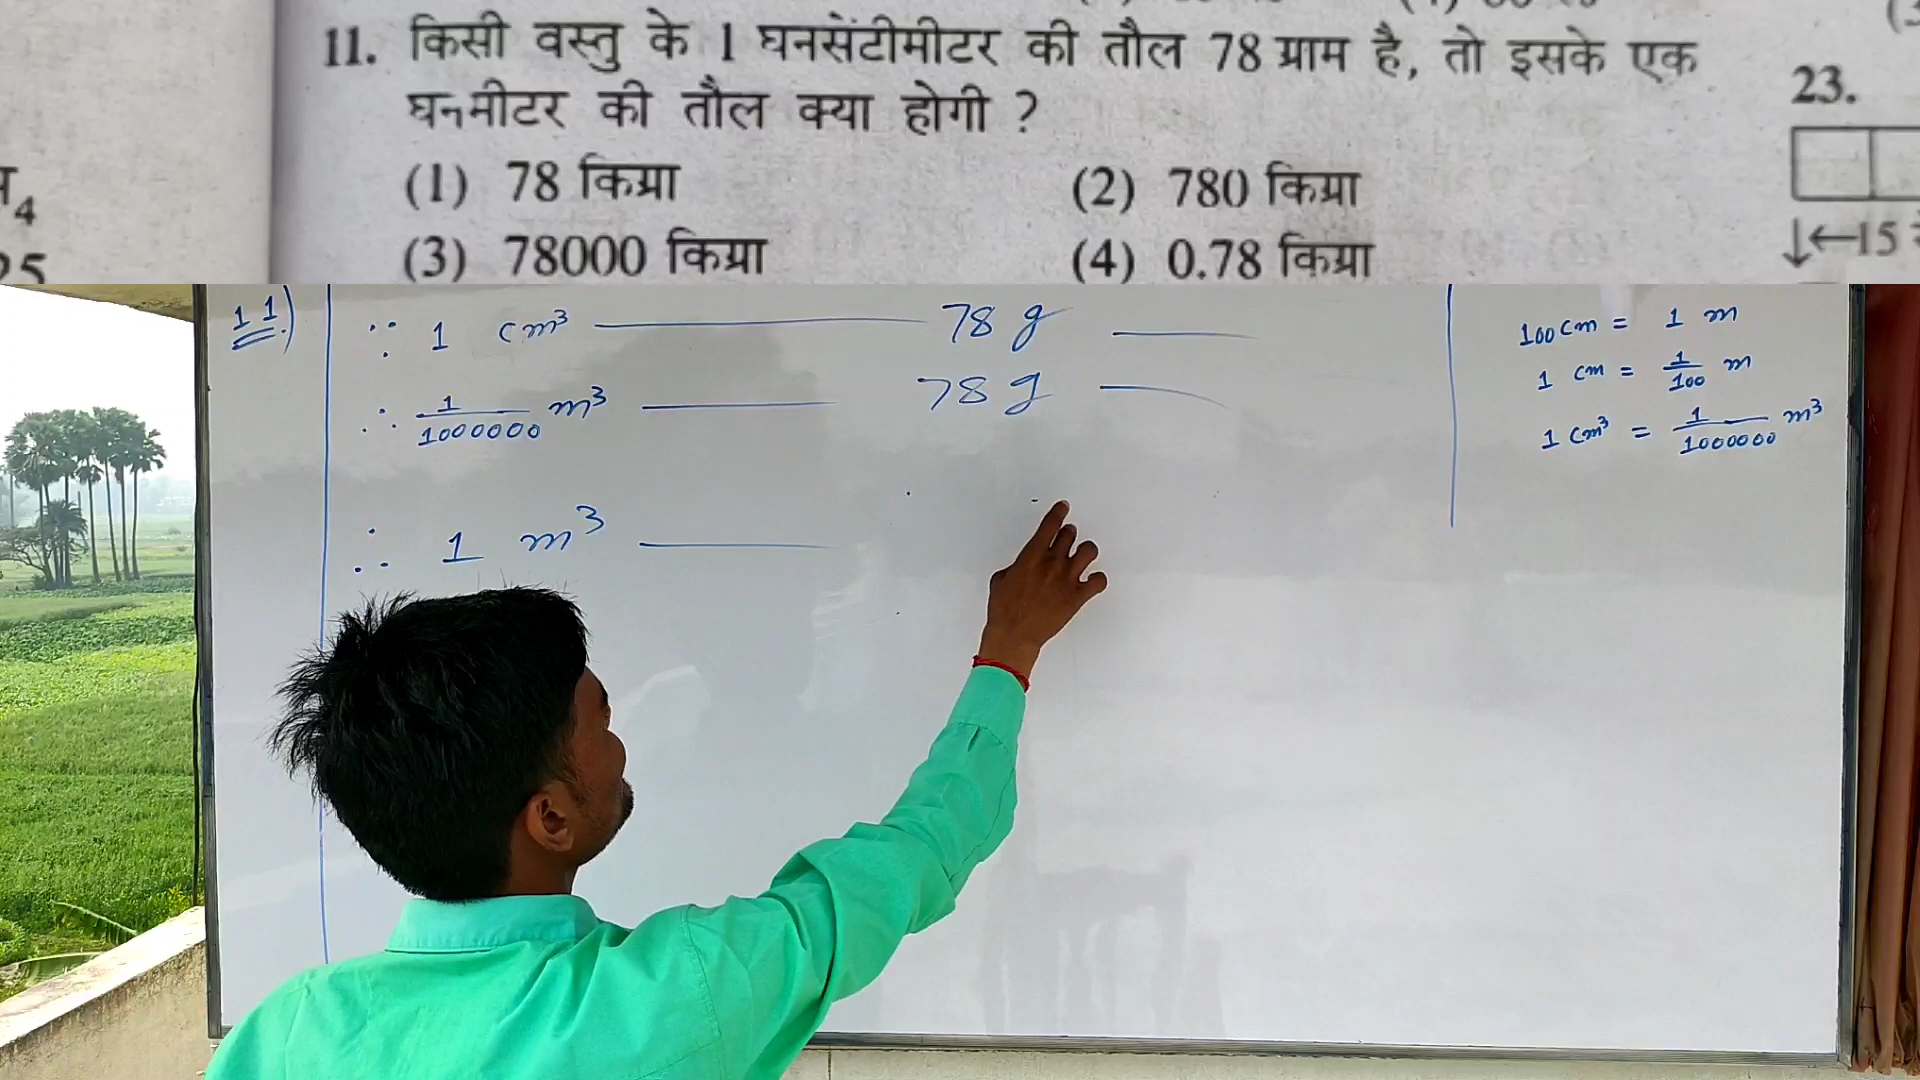 11. किसी वस्तु के 1 घनसेंटीमीटर की तौल 78 ग्राम है, तो इसके एक
घनमीटर की तौल क्या होगी ?
(1) 78 किग्रा (2) 780 किग्रा
(3) 78000 किग्रा (4) 0.78 किग्रा
4
25
23.
↓←15
11.)
∵ 1 cm³ — 78 g —
∴ 1/1000000 m³ — 78 g —
∴ 1 m³ —
100 cm = 1 m
1 cm = 1/100 m
1 cm³ = 1/1000000 m³